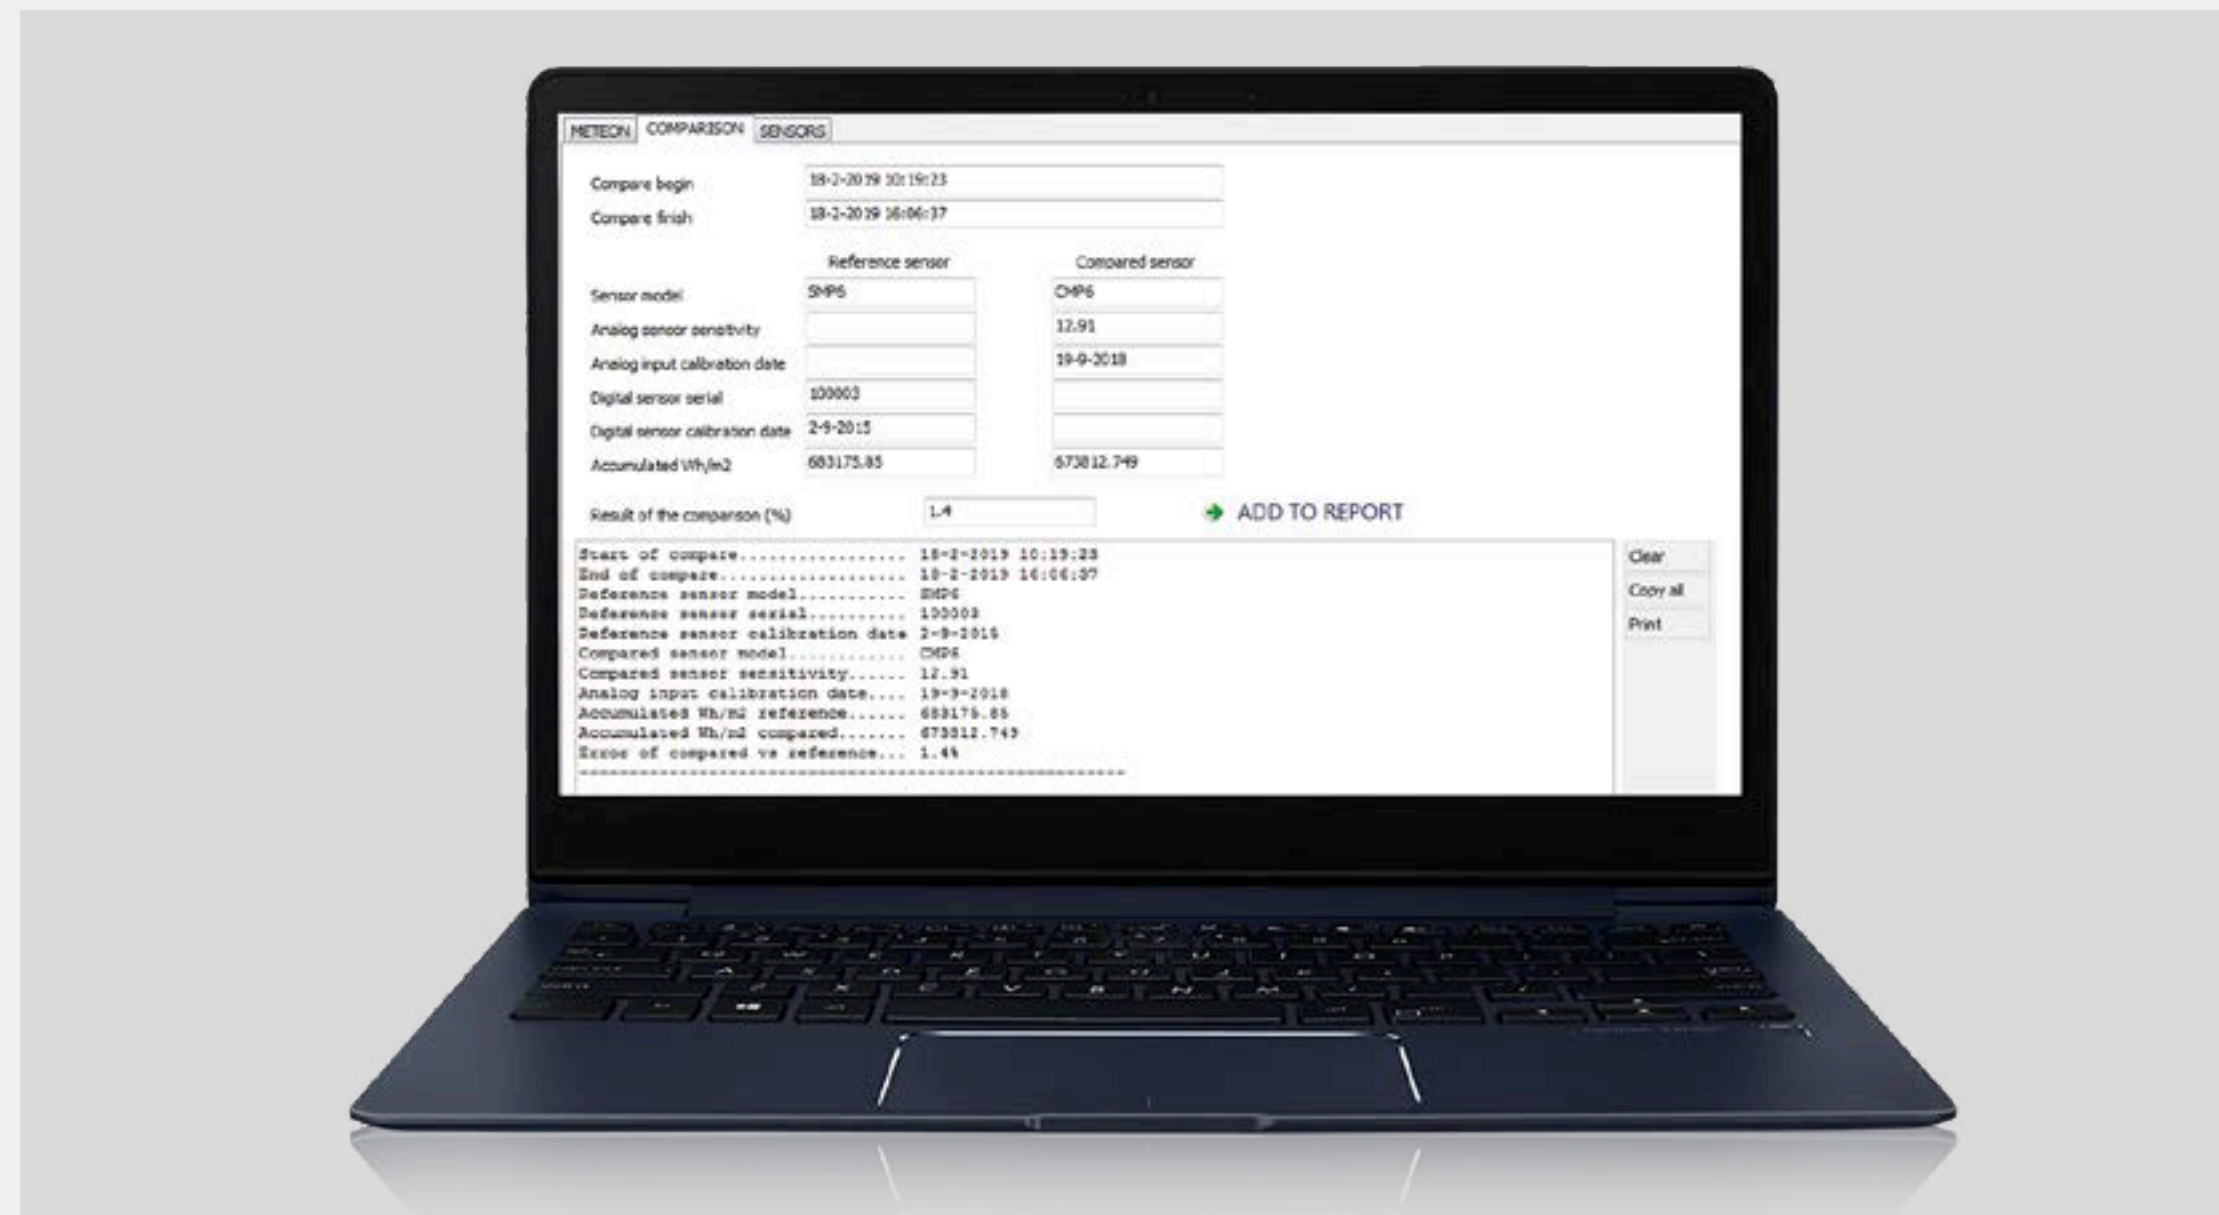 METEON COMPARISON SENSORS
Compare begin 18-2-2019 10:19:23
Compare finish 18-2-2019 16:06:37
Reference sensor Compared sensor
Sensor model SMP6 CMP6
Analog sensor sensitivity 12.91
Analog input calibration date 19-9-2018
Digital sensor serial 100003
Digital sensor calibration date 2-9-2015
Accumulated Wh/m2 683175.85 673812.749
Result of the comparison (%) 1.4 ADD TO REPORT
Start of compare................. 18-2-2019 10:19:23
End of compare................... 18-2-2019 16:06:37
Reference sensor model........... SMP6
Reference sensor serial.......... 100003
Reference sensor calibration date 2-9-2015
Compared sensor model............ CMP6
Compared sensor sensitivity...... 12.91
Analog input calibration date.... 19-9-2018
Accumulated Wh/m2 reference...... 683175.85
Accumulated Wh/m2 compared....... 673812.749
Error of compared vs reference... 1.4%
-------------------------------------------------------
Clear
Copy all
Print